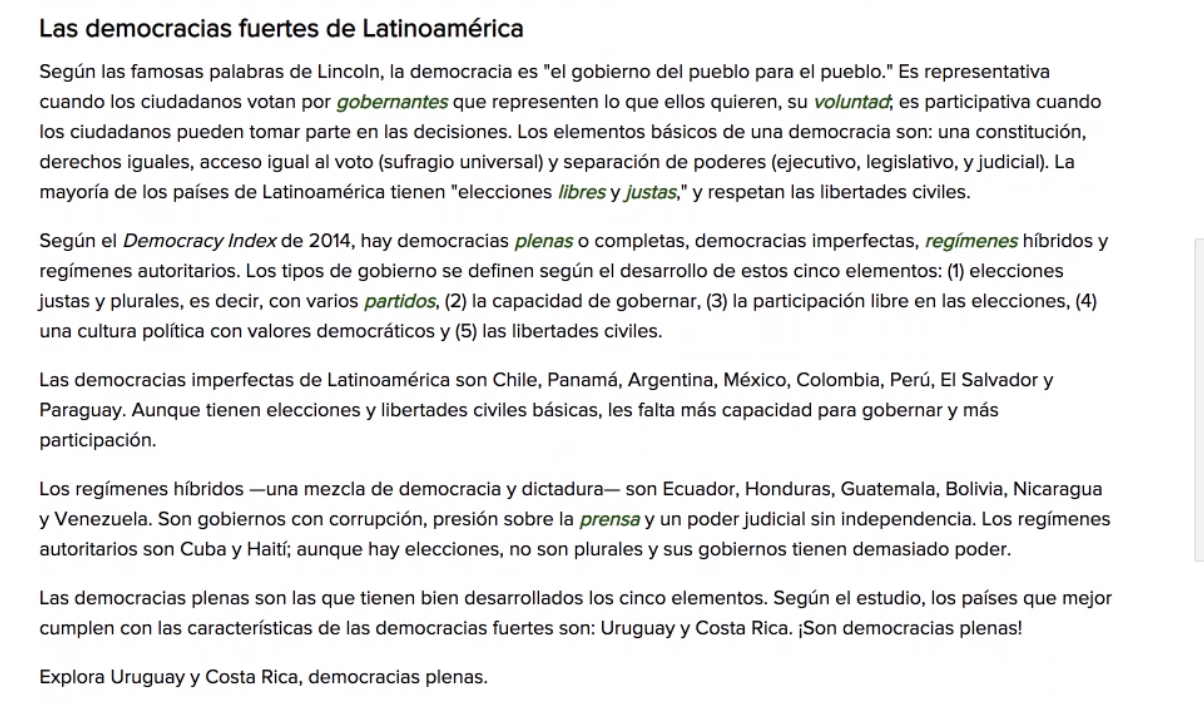 Las democracias fuertes de Latinoamérica
Según las famosas palabras de Lincoln, la democracia es "el gobierno del pueblo para el pueblo." Es representativa
cuando los ciudadanos votan por gobernantes que representen lo que ellos quieren, su voluntad; es participativa cuando
los ciudadanos pueden tomar parte en las decisiones. Los elementos básicos de una democracia son: una constitución,
derechos iguales, acceso igual al voto (sufragio universal) y separación de poderes (ejecutivo, legislativo, y judicial). La
mayoría de los países de Latinoamérica tienen "elecciones libres y justas," y respetan las libertades civiles.
Según el Democracy Index de 2014, hay democracias plenas o completas, democracias imperfectas, regímenes híbridos y
regímenes autoritarios. Los tipos de gobierno se definen según el desarrollo de estos cinco elementos: (1) elecciones
justas y plurales, es decir, con varios partidos, (2) la capacidad de gobernar, (3) la participación libre en las elecciones, (4)
una cultura política con valores democráticos y (5) las libertades civiles.
Las democracias imperfectas de Latinoamérica son Chile, Panamá, Argentina, México, Colombia, Perú, El Salvador y
Paraguay. Aunque tienen elecciones y libertades civiles básicas, les falta más capacidad para gobernar y más
participación.
Los regímenes híbridos —una mezcla de democracia y dictadura— son Ecuador, Honduras, Guatemala, Bolivia, Nicaragua
y Venezuela. Son gobiernos con corrupción, presión sobre la prensa y un poder judicial sin independencia. Los regímenes
autoritarios son Cuba y Haití; aunque hay elecciones, no son plurales y sus gobiernos tienen demasiado poder.
Las democracias plenas son las que tienen bien desarrollados los cinco elementos. Según el estudio, los países que mejor
cumplen con las características de las democracias fuertes son: Uruguay y Costa Rica. ¡Son democracias plenas!
Explora Uruguay y Costa Rica, democracias plenas.